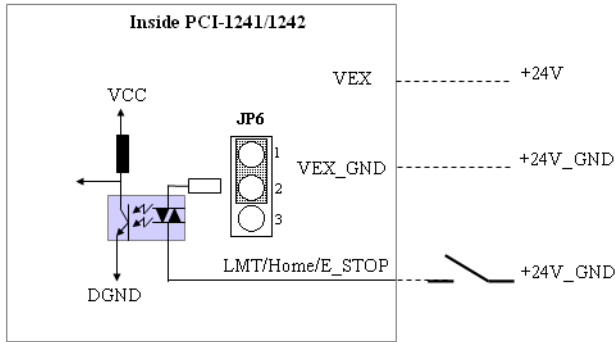 Inside PCI-1241/1242
VEX
+24V
VCC
JP6
1
VEX_GND
+24V_GND
2
3
LMT/Home/E_STOP
+24V_GND
DGND